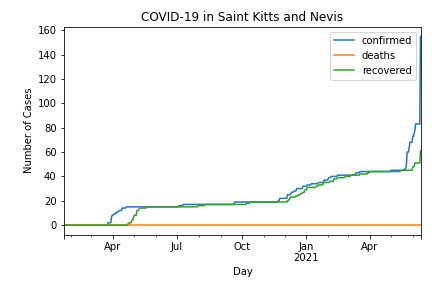 COVID-19 in Saint Kitts and Nevis
confirmed
deaths
recovered
160
140
120
100
80
60
40
20
0
Number of Cases
Apr
Jul
Oct
Jan
2021
Apr
Day